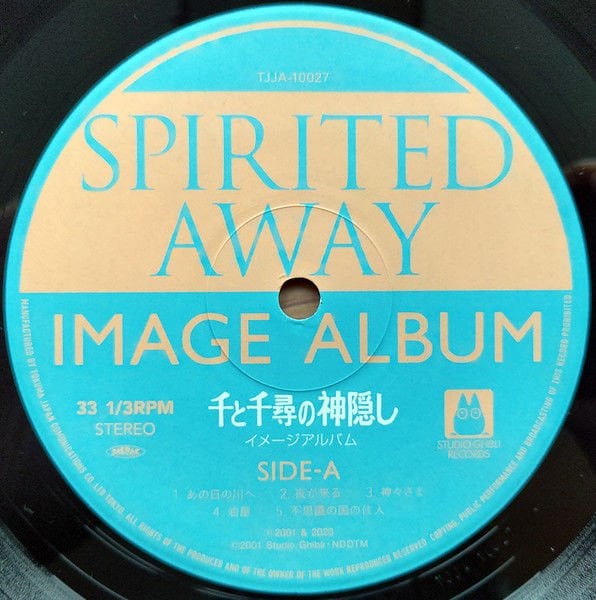 TJJA-10027
SPIRITED
AWAY
IMAGE ALBUM
33 1/3RPM
STEREO
千と千尋の神隠し
イメージアルバム
STUDIO GHIBLI
RECORDS
JASRAC
SIDE-A
1. あの日の川へ 2. 夜が来る 3. 神々さま
4. 油屋 5. 不思議の国の住人
Ⓟ2001 & 2020
©2001 Studio Ghibli・NDDTM
MANUFACTURED BY TOKUMA JAPAN COMUNICATIONS CO., LTD TOKYO. ALL RIGHTS OF THE PRODUCER AND OF THE OWNER OF THE WORK REPRODUCED RESERVED. COPYING, PUBLIC PERFORMANCE AND BROADCASTING OF THIS RECORD PROHIBITED